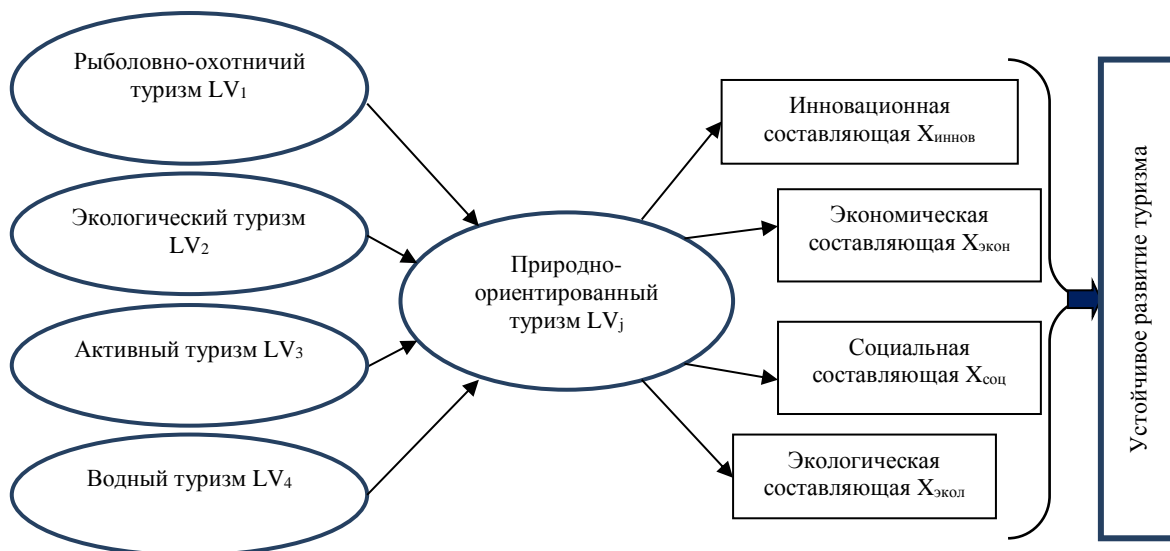 Рыболовно-охотничий
туризм LV₁
Экологический туризм
LV₂
Активный туризм LV₃
Водный туризм LV₄
Природно-
ориентированный
туризм LVⱼ
Инновационная
составляющая Xиннов
Экономическая
составляющая Xэкон
Социальная
составляющая Xсоц
Экологическая
составляющая Xэкол
Устойчивое развитие туризма